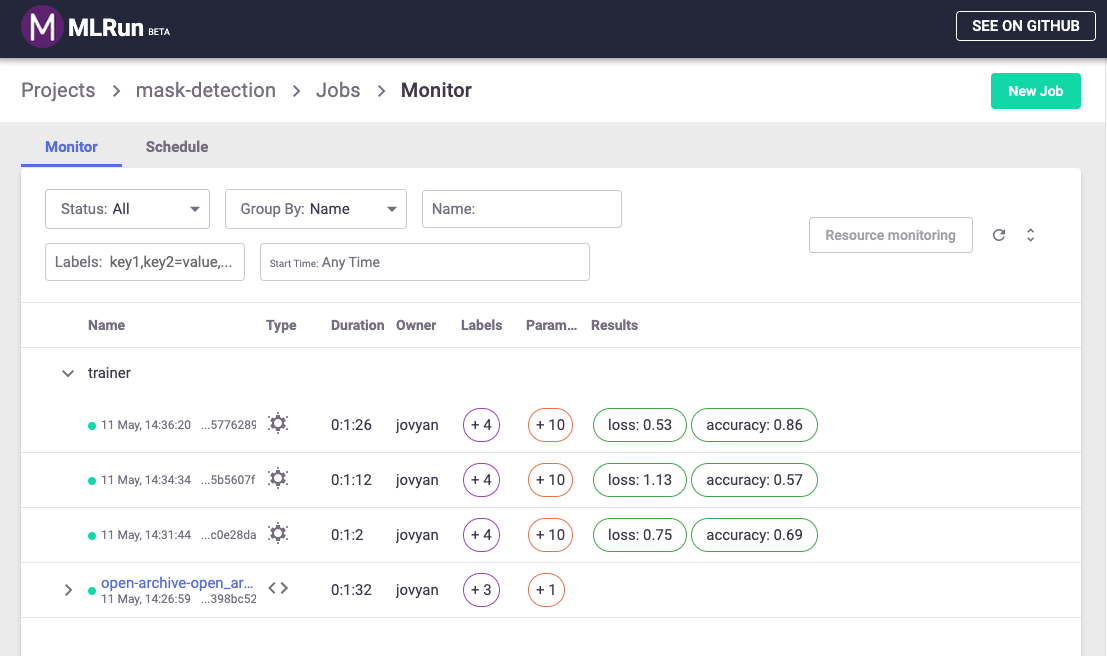 M MLRun BETA SEE ON GITHUB
Projects > mask-detection > Jobs > Monitor New Job
Monitor Schedule
Status: All Group By: Name Name:
Resource monitoring
Labels: key1,key2=value,... Start Time: Any Time
Name Type Duration Owner Labels Param... Results
trainer
11 May, 14:36:20 ...5776289 0:1:26 jovyan + 4 + 10 loss: 0.53 accuracy: 0.86
11 May, 14:34:34 ...5b5607f 0:1:12 jovyan + 4 + 10 loss: 1.13 accuracy: 0.57
11 May, 14:31:44 ...c0e28da 0:1:2 jovyan + 4 + 10 loss: 0.75 accuracy: 0.69
open-archive-open_ar...
11 May, 14:26:59 ...398bc52 0:1:32 jovyan + 3 + 1